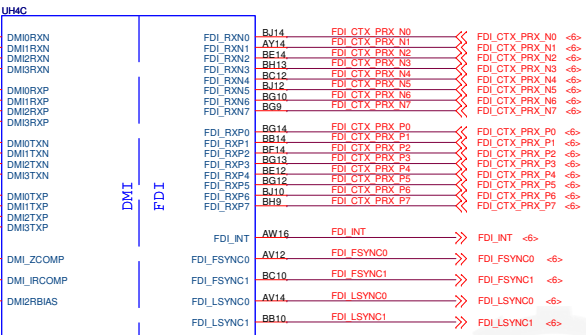 UH4C
DMI0RXN FDI_RXN0 BJ14 FDI_CTX_PRX_N0 FDI_CTX_PRX_N0 <6>
DMI1RXN FDI_RXN1 AY14 FDI_CTX_PRX_N1 FDI_CTX_PRX_N1 <6>
DMI2RXN FDI_RXN2 BE14 FDI_CTX_PRX_N2 FDI_CTX_PRX_N2 <6>
DMI3RXN FDI_RXN3 BH13 FDI_CTX_PRX_N3 FDI_CTX_PRX_N3 <6>
FDI_RXN4 BC12 FDI_CTX_PRX_N4 FDI_CTX_PRX_N4 <6>
DMI0RXP FDI_RXN5 BJ12 FDI_CTX_PRX_N5 FDI_CTX_PRX_N5 <6>
DMI1RXP FDI_RXN6 BG10 FDI_CTX_PRX_N6 FDI_CTX_PRX_N6 <6>
DMI2RXP FDI_RXN7 BG9 FDI_CTX_PRX_N7 FDI_CTX_PRX_N7 <6>
DMI3RXP
FDI_RXP0 BG14 FDI_CTX_PRX_P0 FDI_CTX_PRX_P0 <6>
DMI0TXN FDI_RXP1 BB14 FDI_CTX_PRX_P1 FDI_CTX_PRX_P1 <6>
DMI1TXN FDI_RXP2 BF14 FDI_CTX_PRX_P2 FDI_CTX_PRX_P2 <6>
DMI2TXN FDI_RXP3 BG13 FDI_CTX_PRX_P3 FDI_CTX_PRX_P3 <6>
DMI3TXN FDI_RXP4 BE12 FDI_CTX_PRX_P4 FDI_CTX_PRX_P4 <6>
FDI_RXP5 BG12 FDI_CTX_PRX_P5 FDI_CTX_PRX_P5 <6>
DMI0TXP FDI_RXP6 BJ10 FDI_CTX_PRX_P6 FDI_CTX_PRX_P6 <6>
DMI1TXP FDI_RXP7 BH9 FDI_CTX_PRX_P7 FDI_CTX_PRX_P7 <6>
DMI2TXP
DMI3TXP
DMI FDI
FDI_INT AW16 FDI_INT FDI_INT <6>
DMI_ZCOMP FDI_FSYNC0 AV12 FDI_FSYNC0 FDI_FSYNC0 <6>
DMI_IRCOMP FDI_FSYNC1 BC10 FDI_FSYNC1 FDI_FSYNC1 <6>
DMI2RBIAS FDI_LSYNC0 AV14 FDI_LSYNC0 FDI_LSYNC0 <6>
FDI_LSYNC1 BB10 FDI_LSYNC1 FDI_LSYNC1 <6>